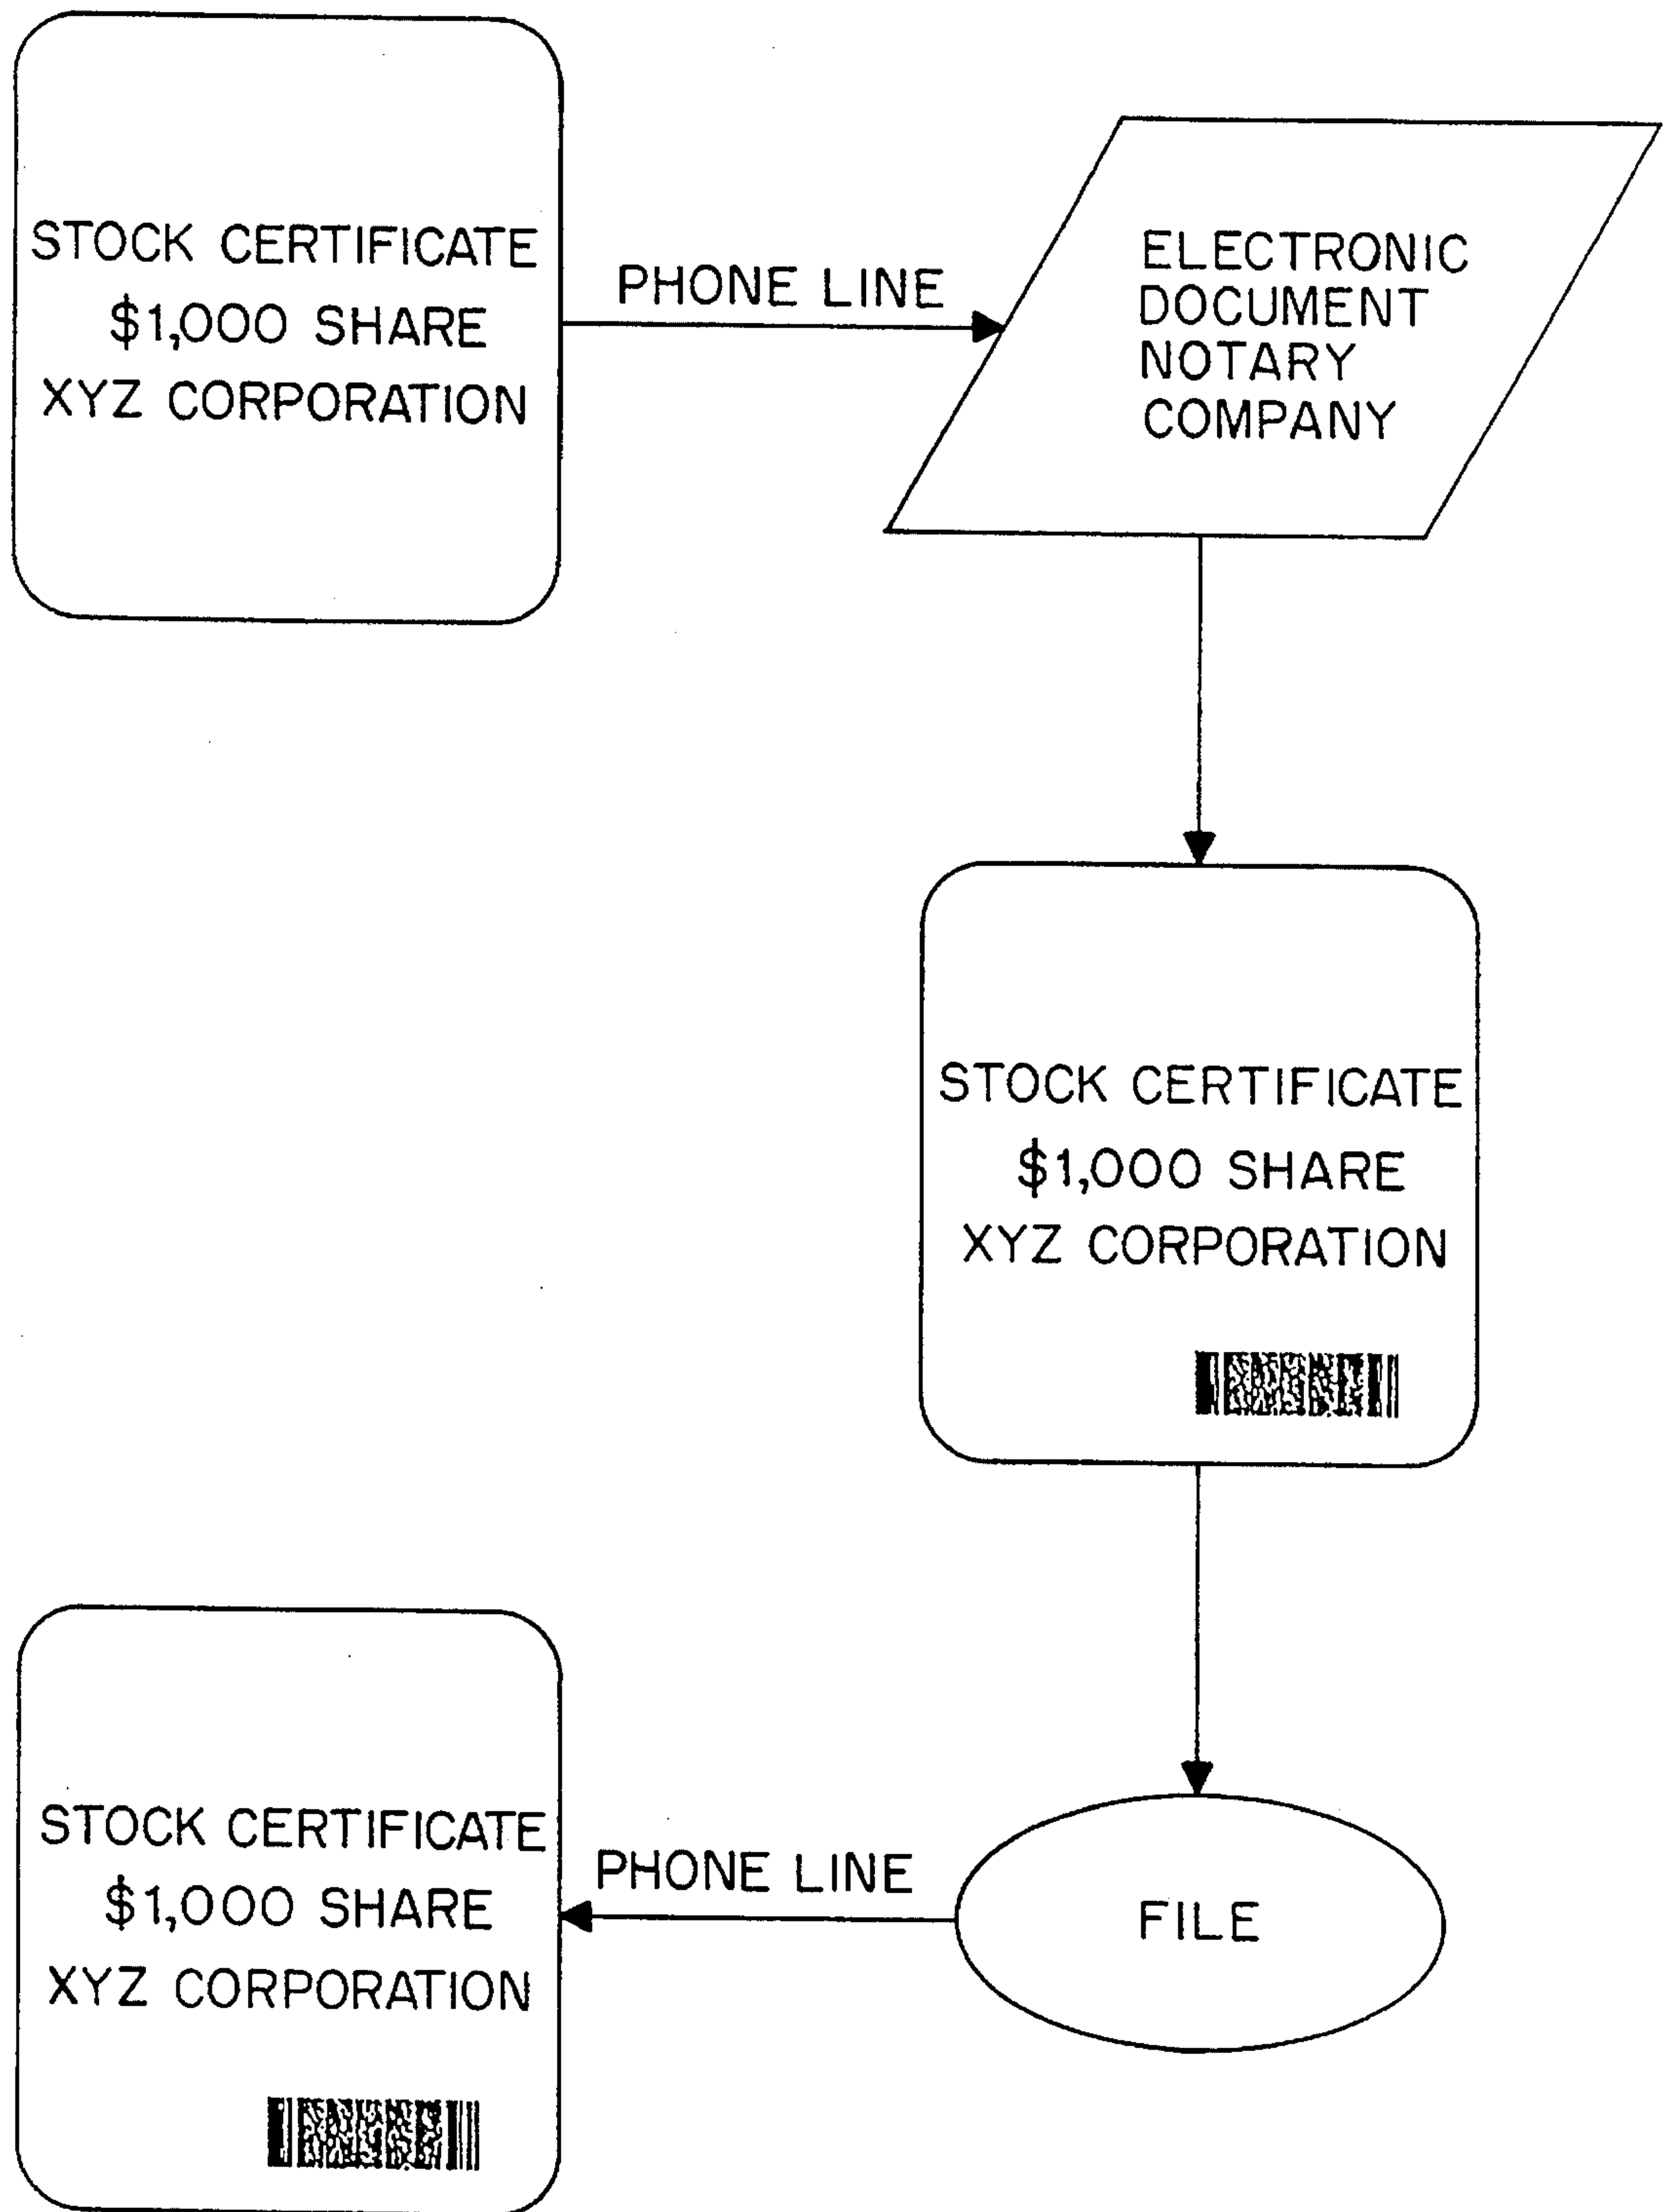 STOCK CERTIFICATE
$1,000 SHARE
XYZ CORPORATION
PHONE LINE
ELECTRONIC
DOCUMENT
NOTARY
COMPANY
STOCK CERTIFICATE
$1,000 SHARE
XYZ CORPORATION
STOCK CERTIFICATE
$1,000 SHARE
XYZ CORPORATION
PHONE LINE
FILE